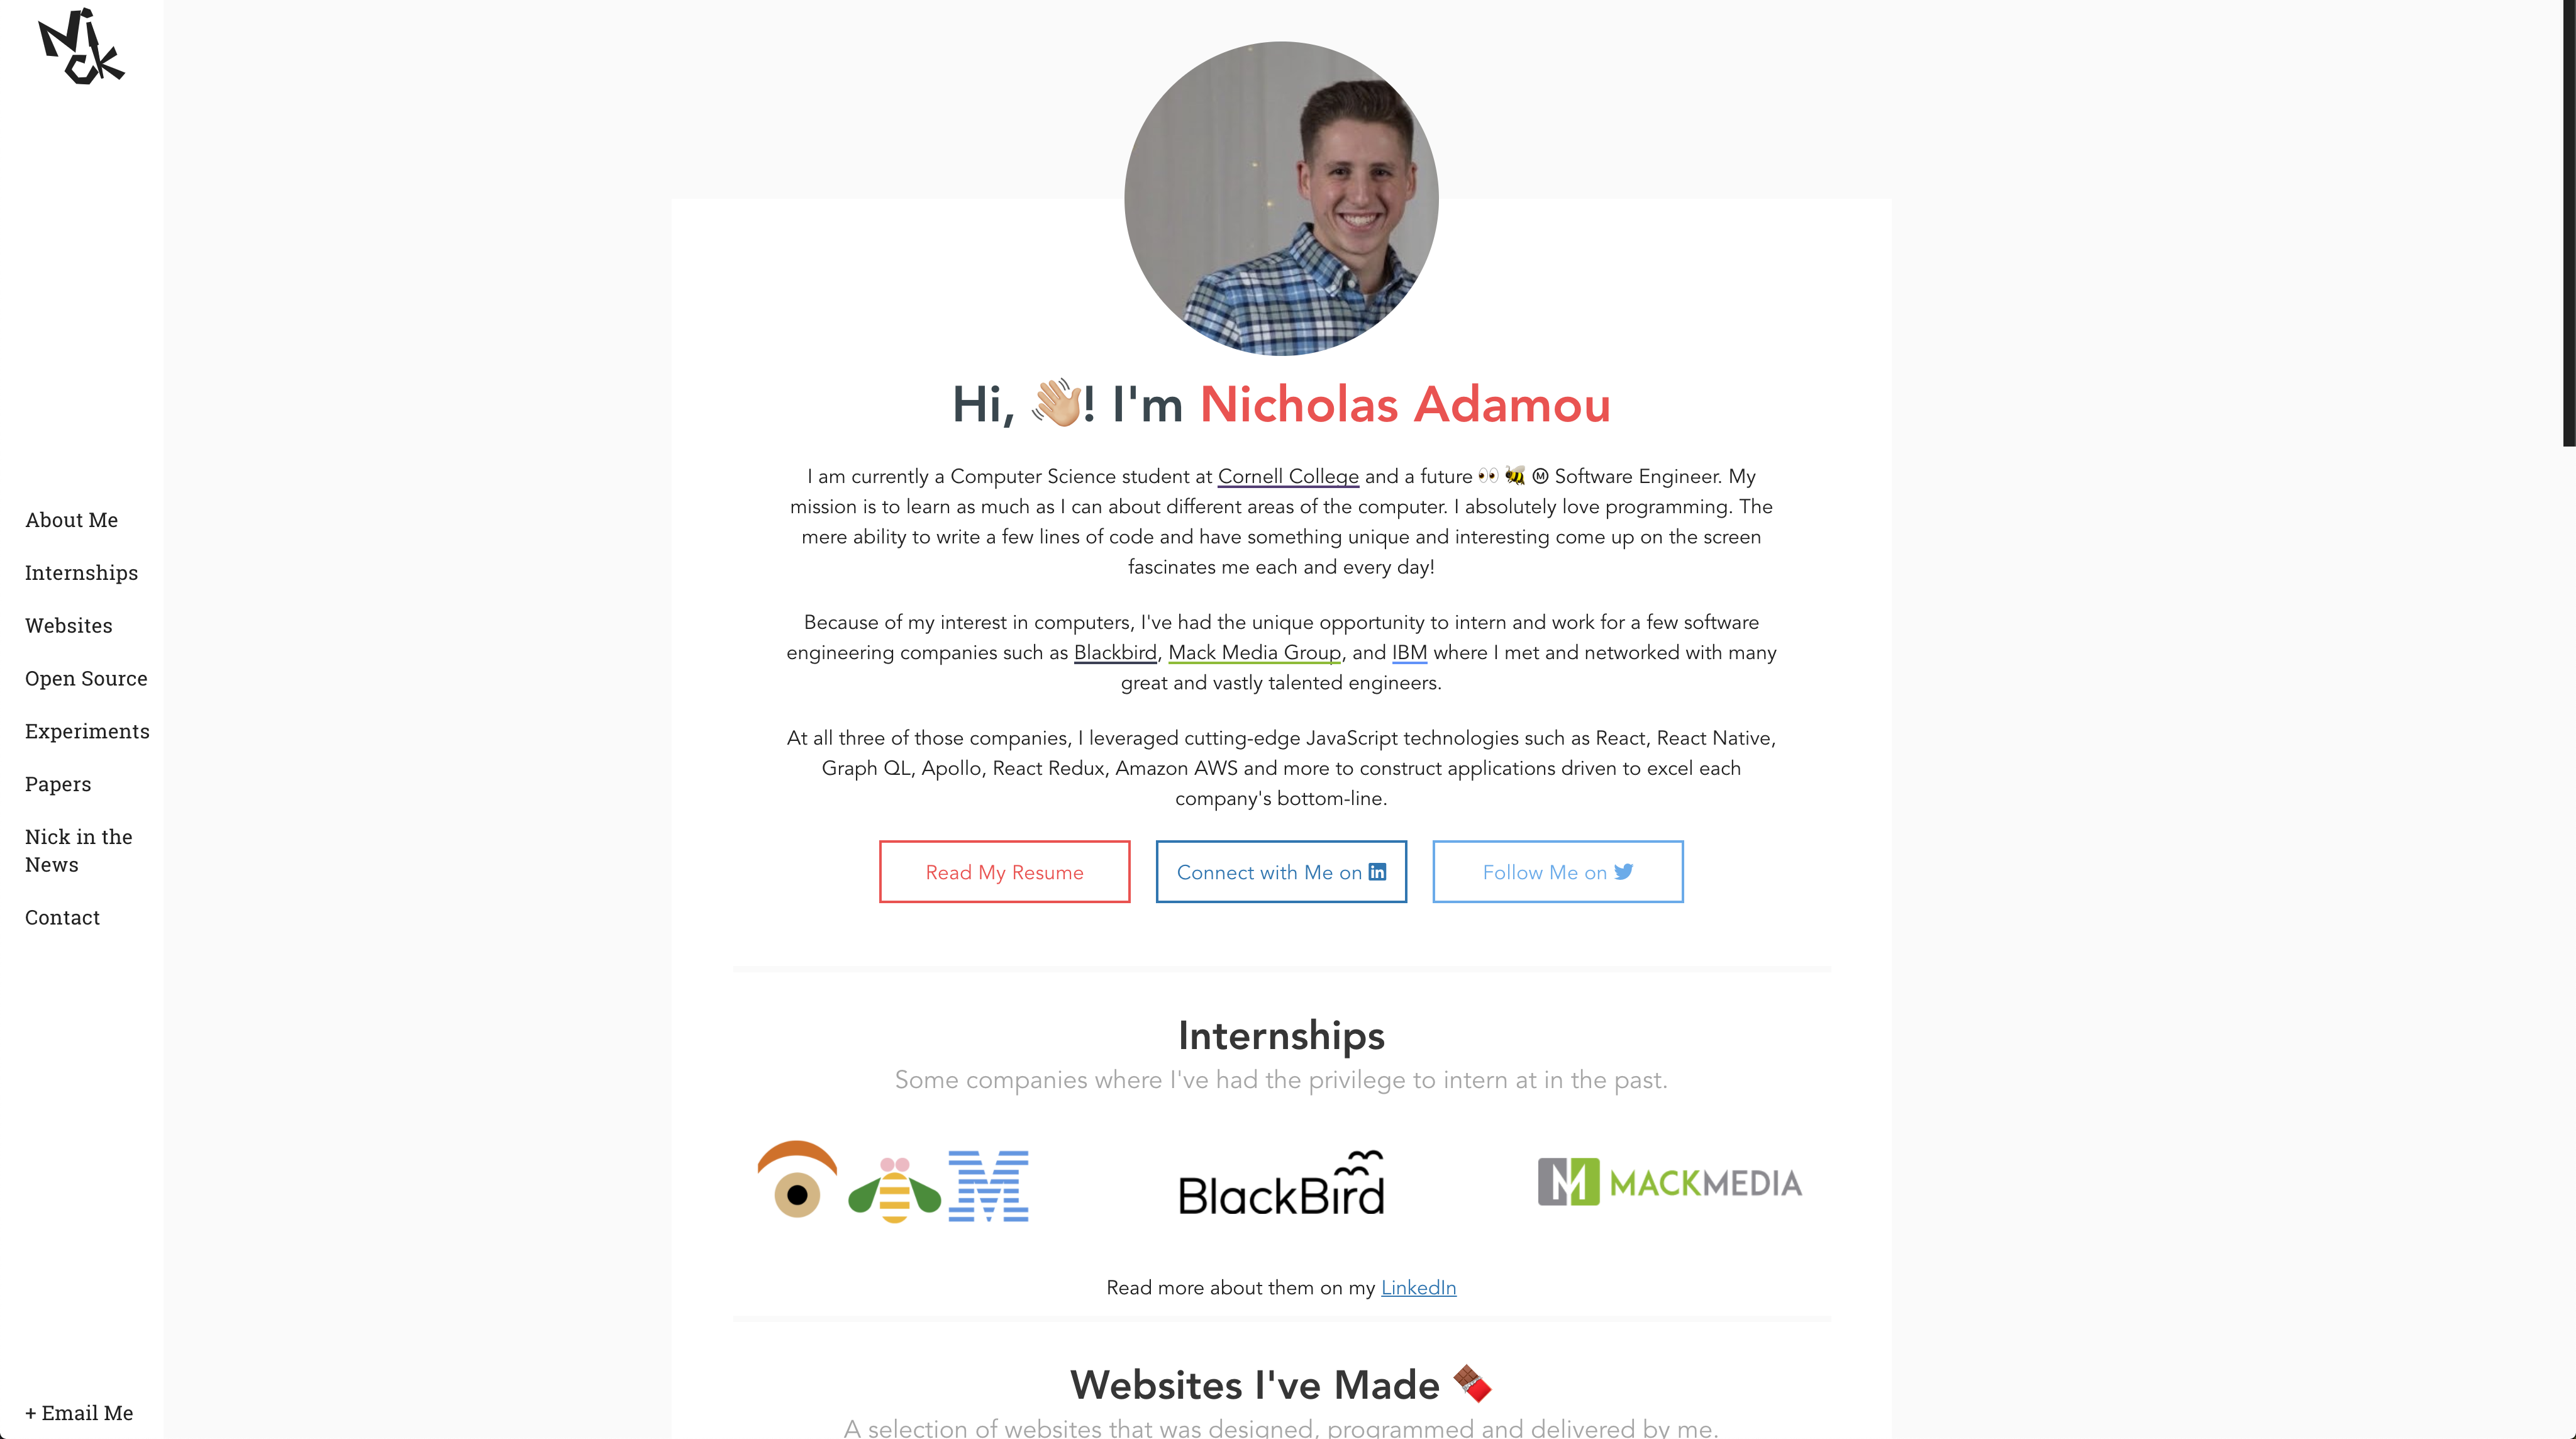 Nick
About Me
Internships
Websites
Open Source
Experiments
Papers
Nick in the
News
Contact
+ Email Me
Hi, 👋🏼! I'm Nicholas Adamou
I am currently a Computer Science student at Cornell College and a future 👀 🐝 Ⓜ Software Engineer. My
mission is to learn as much as I can about different areas of the computer. I absolutely love programming. The
mere ability to write a few lines of code and have something unique and interesting come up on the screen
fascinates me each and every day!
Because of my interest in computers, I've had the unique opportunity to intern and work for a few software
engineering companies such as Blackbird, Mack Media Group, and IBM where I met and networked with many
great and vastly talented engineers.
At all three of those companies, I leveraged cutting-edge JavaScript technologies such as React, React Native,
Graph QL, Apollo, React Redux, Amazon AWS and more to construct applications driven to excel each
company's bottom-line.
Read My Resume
Connect with Me on in
Follow Me on
Internships
Some companies where I've had the privilege to intern at in the past.
M
BlackBird
M MACKMEDIA
Read more about them on my LinkedIn
Websites I've Made 🍫
A selection of websites that was designed, programmed and delivered by me.